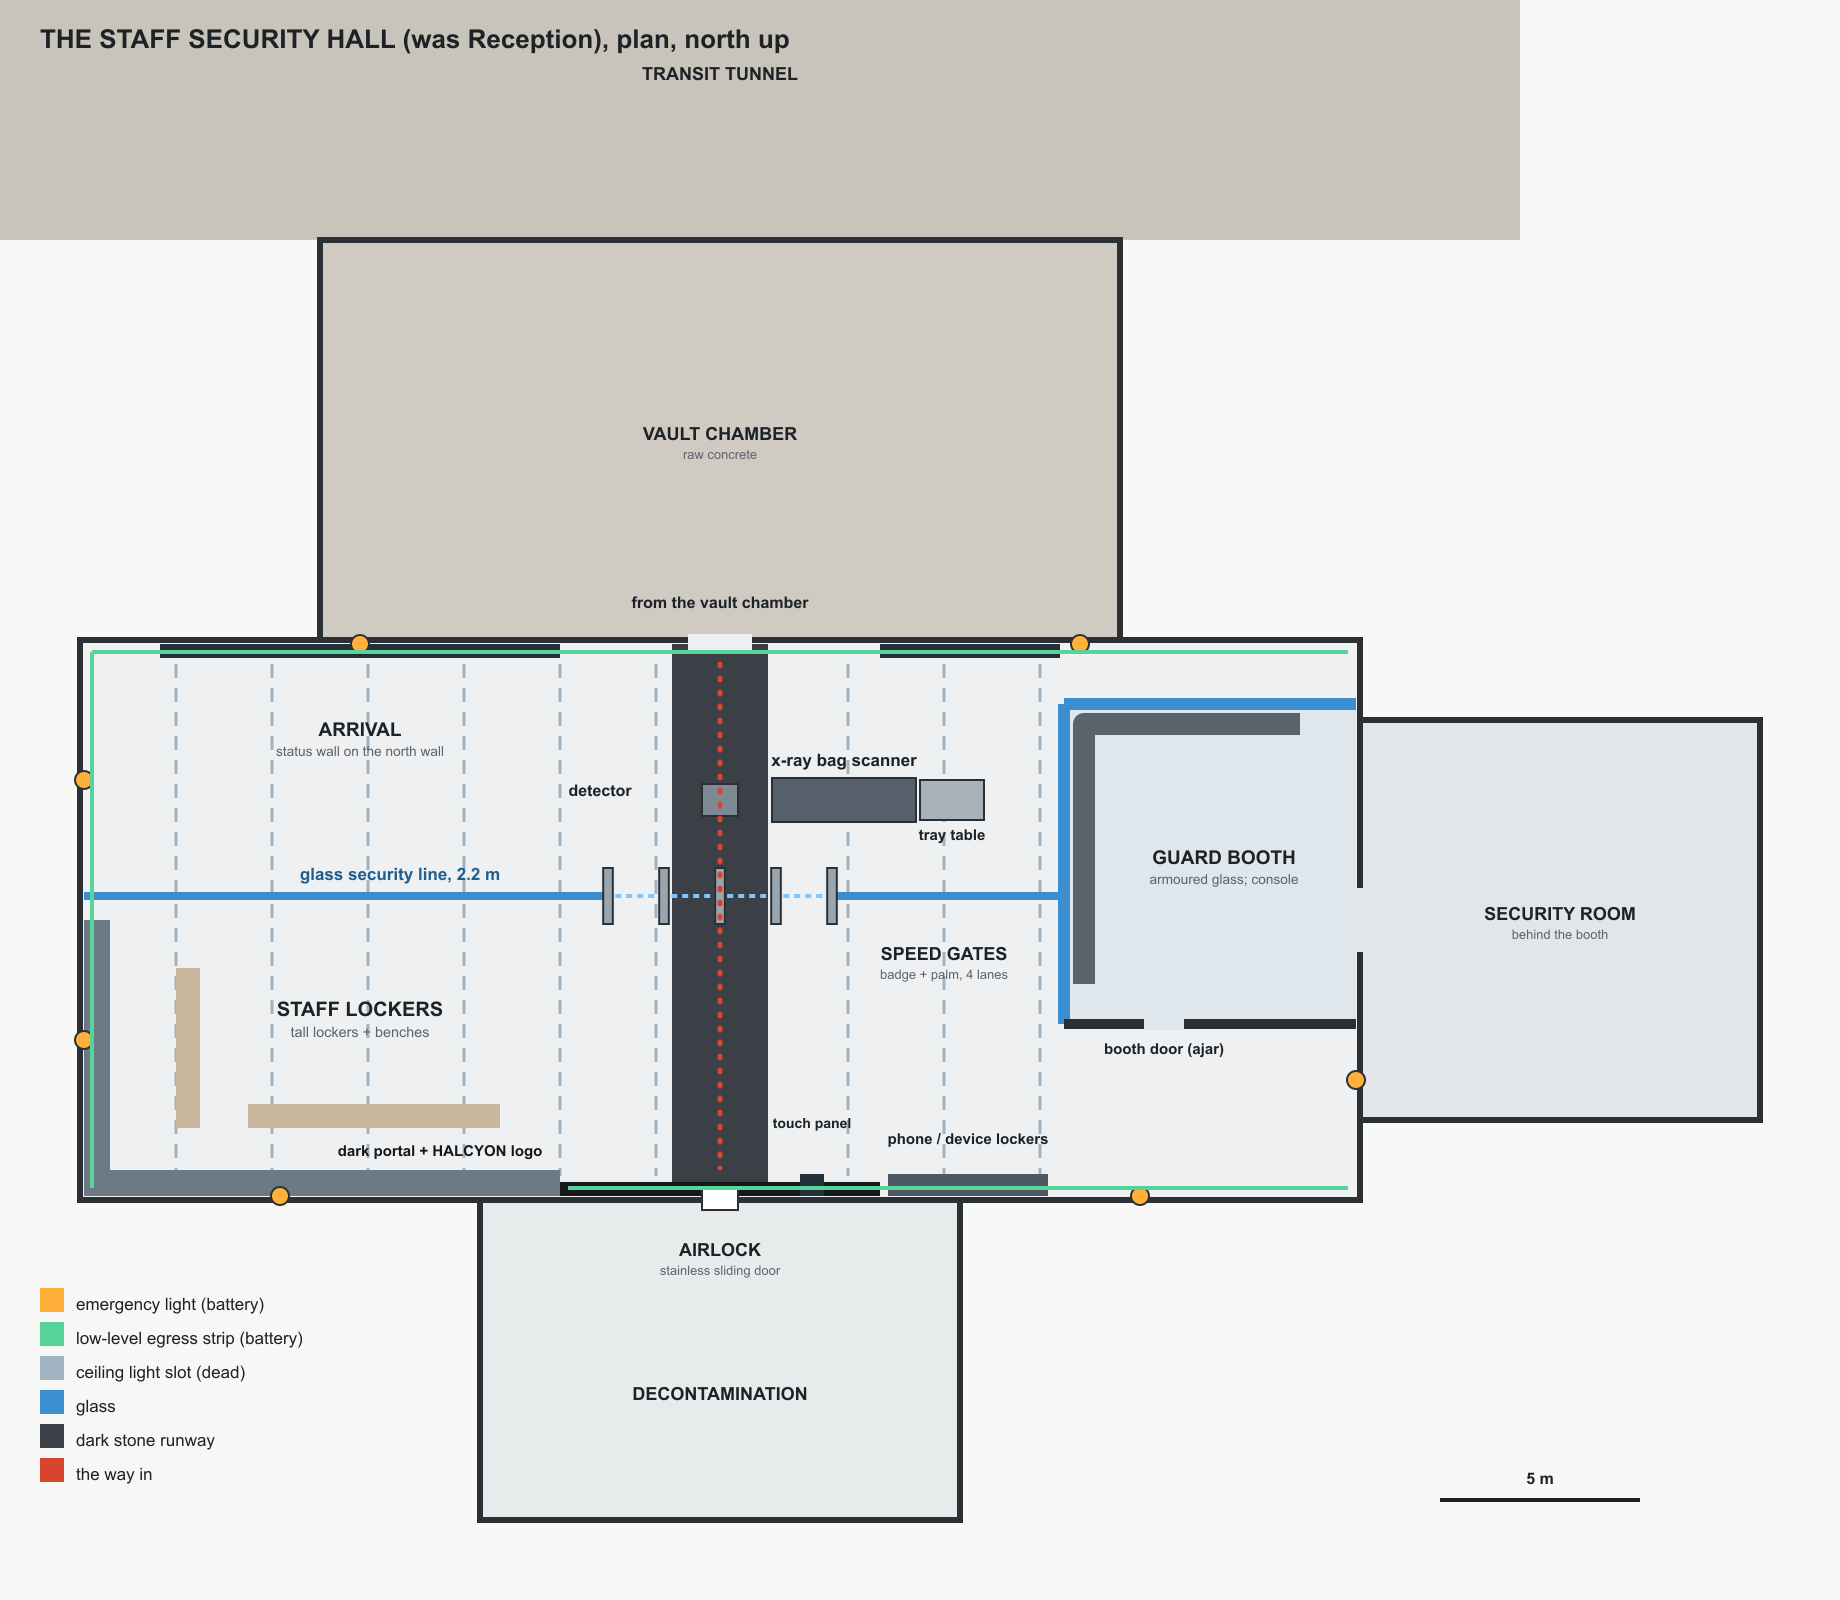 THE STAFF SECURITY HALL (was Reception), plan, north up
TRANSIT TUNNEL
VAULT CHAMBER
raw concrete
from the vault chamber
ARRIVAL
status wall on the north wall
detector
x-ray bag scanner
tray table
glass security line, 2.2 m
GUARD BOOTH
armoured glass; console
SECURITY ROOM
behind the booth
SPEED GATES
badge + palm, 4 lanes
STAFF LOCKERS
tall lockers + benches
booth door (ajar)
touch panel
phone / device lockers
dark portal + HALCYON logo
AIRLOCK
stainless sliding door
DECONTAMINATION
emergency light (battery)
low-level egress strip (battery)
ceiling light slot (dead)
glass
dark stone runway
the way in
5 m